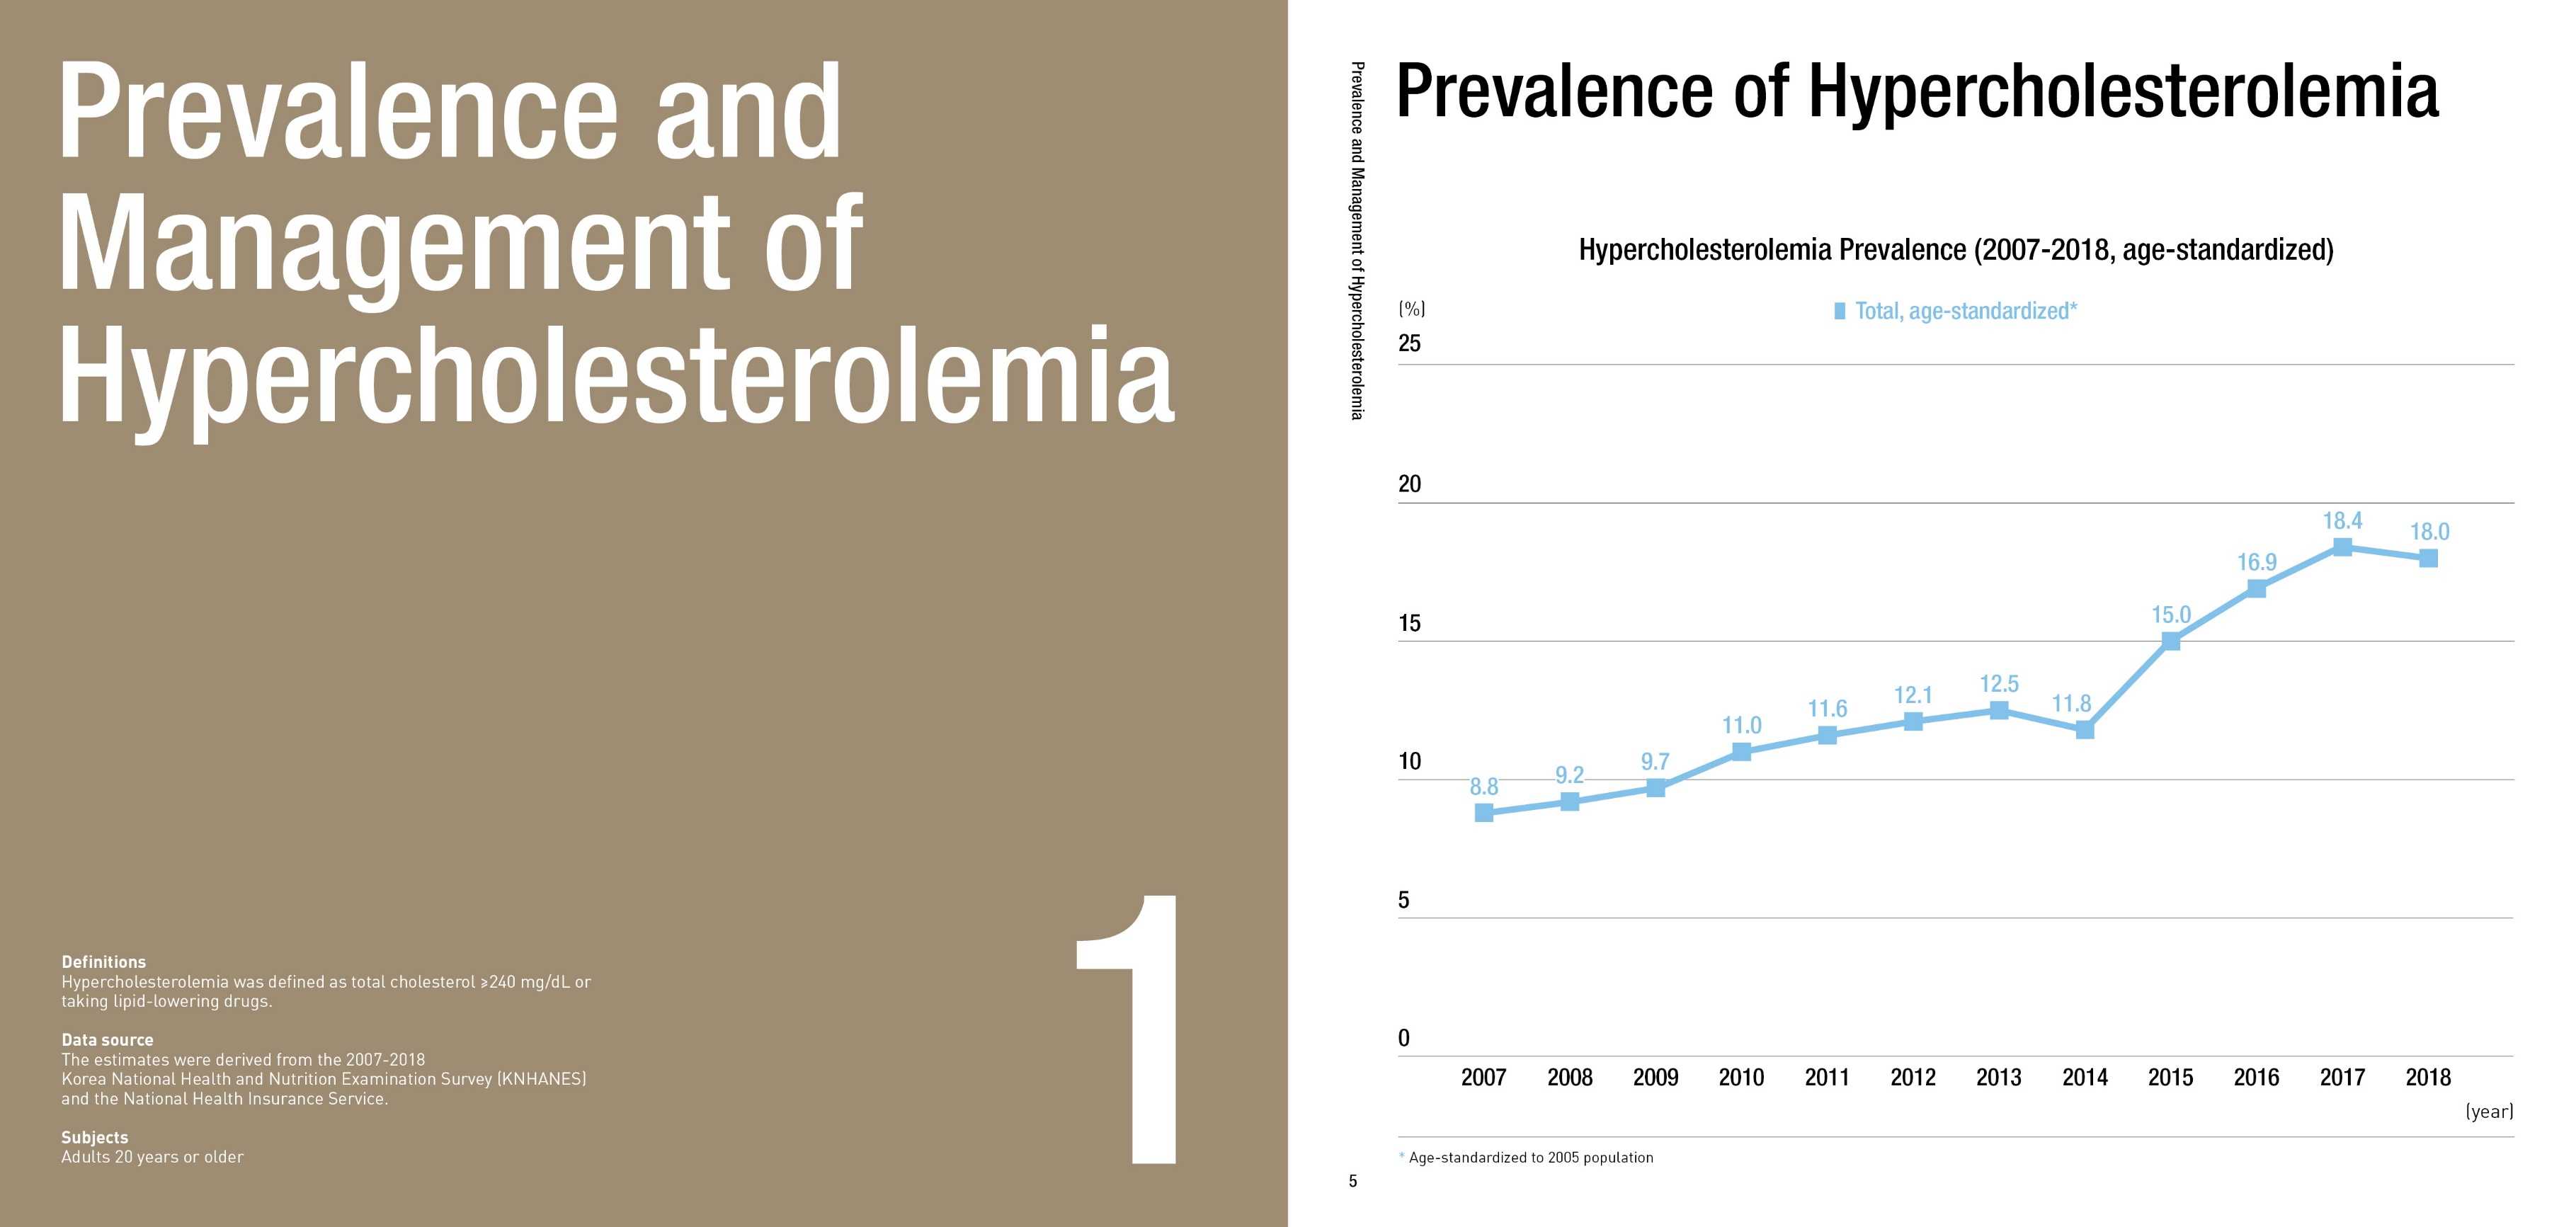 Prevalence and
Management of
Hypercholesterolemia
Definitions
Hypercholesterolemia was defined as total cholesterol ≥240 mg/dL or
taking lipid-lowering drugs.
Data source
The estimates were derived from the 2007-2018
Korea National Health and Nutrition Examination Survey (KNHANES)
and the National Health Insurance Service.
Subjects
Adults 20 years or older
1
Prevalence and Management of Hypercholesterolemia
Prevalence of Hypercholesterolemia
Hypercholesterolemia Prevalence (2007-2018, age-standardized)
(%)
Total, age-standardized*
25
20
15
10
5
0
8.8
9.2
9.7
11.0
11.6
12.1
12.5
11.8
15.0
16.9
18.4
18.0
2007 2008 2009 2010 2011 2012 2013 2014 2015 2016 2017 2018
(year)
* Age-standardized to 2005 population
5